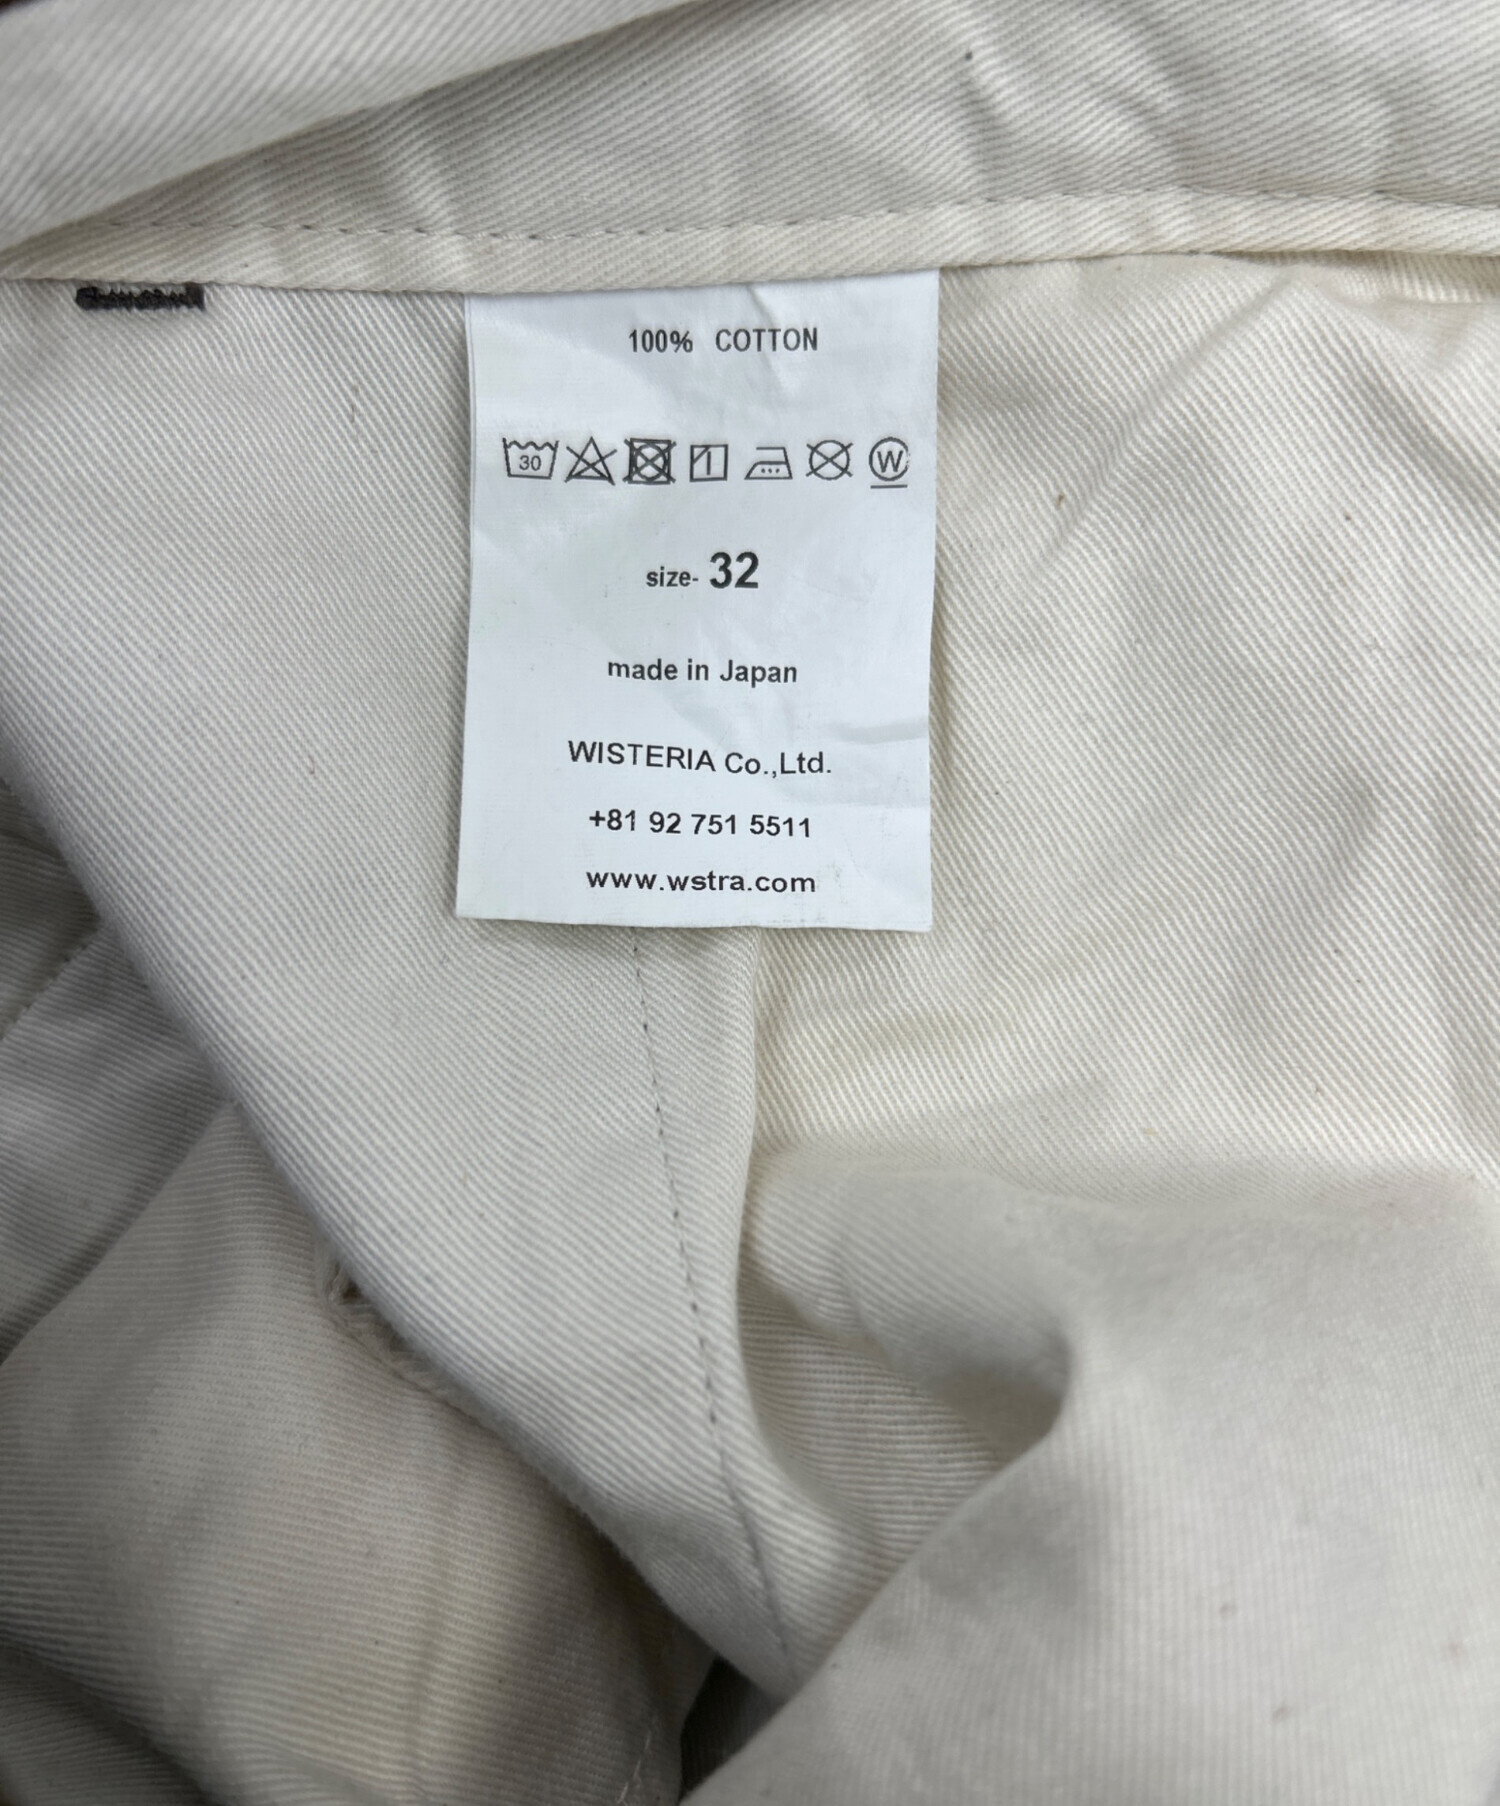 100% COTTON
30 W
size- 32
made in Japan
WISTERIA Co.,Ltd.
+81 92 751 5511
www.wstra.com